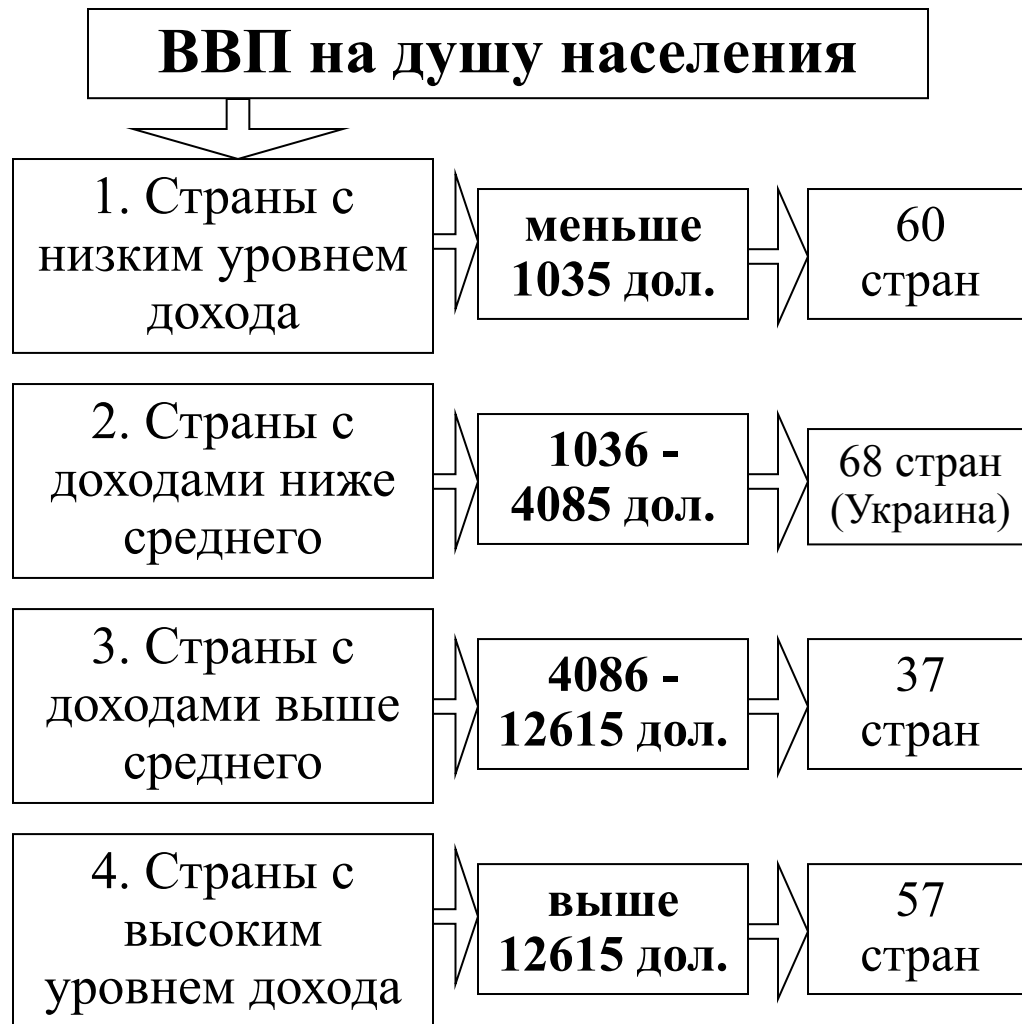 ВВП на душу населения
1. Страны с
низким уровнем
дохода
меньше
1035 дол.
60
стран
2. Страны с
доходами ниже
среднего
1036 -
4085 дол.
68 стран
(Украина)
3. Страны с
доходами выше
среднего
4086 -
12615 дол.
37
стран
4. Страны с
высоким
уровнем дохода
выше
12615 дол.
57
стран